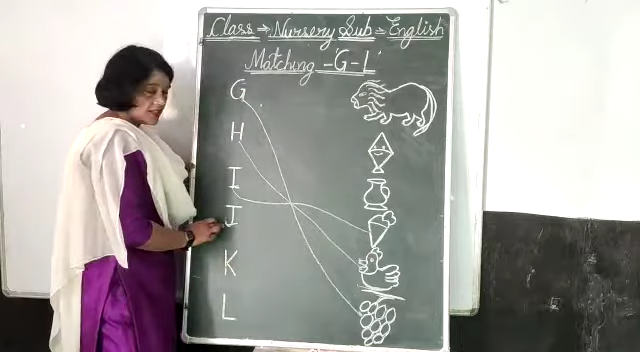 Class → Nursery Sub → English
Matching - 'G-L'
G
H
I
J
K
L